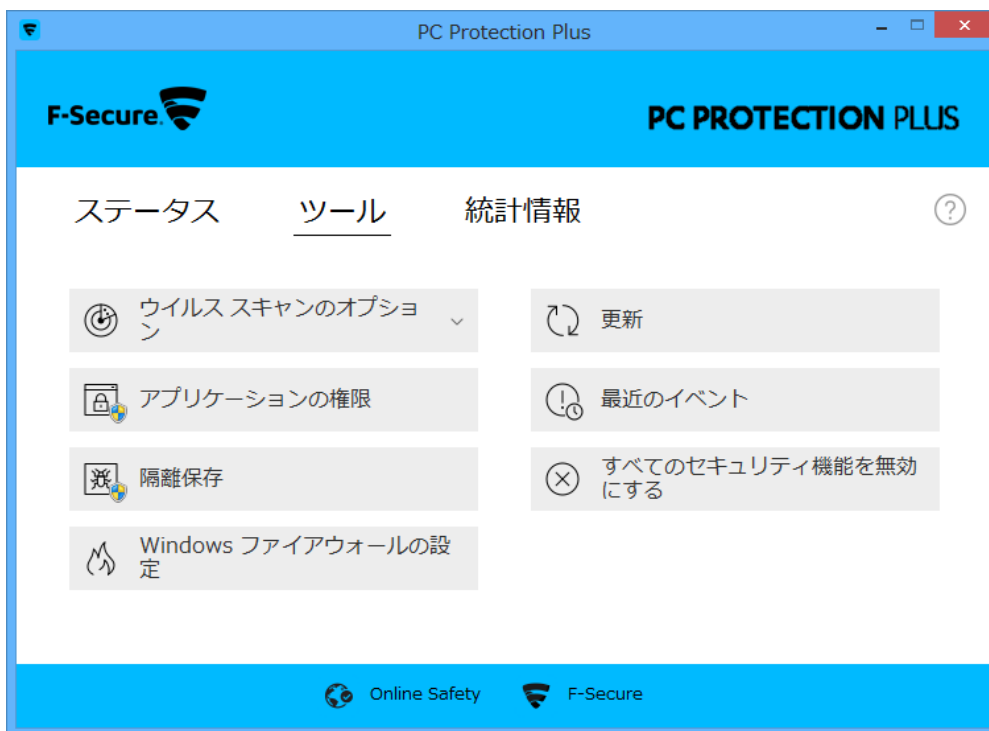 PC Protection Plus
F-Secure.
PC PROTECTION PLUS
ステータス
ツール
統計情報
ウイルス スキャンのオプショ
ン
更新
アプリケーションの権限
最近のイベント
隔離保存
すべてのセキュリティ機能を無効
にする
Windows ファイアウォールの設
定
Online Safety
F-Secure